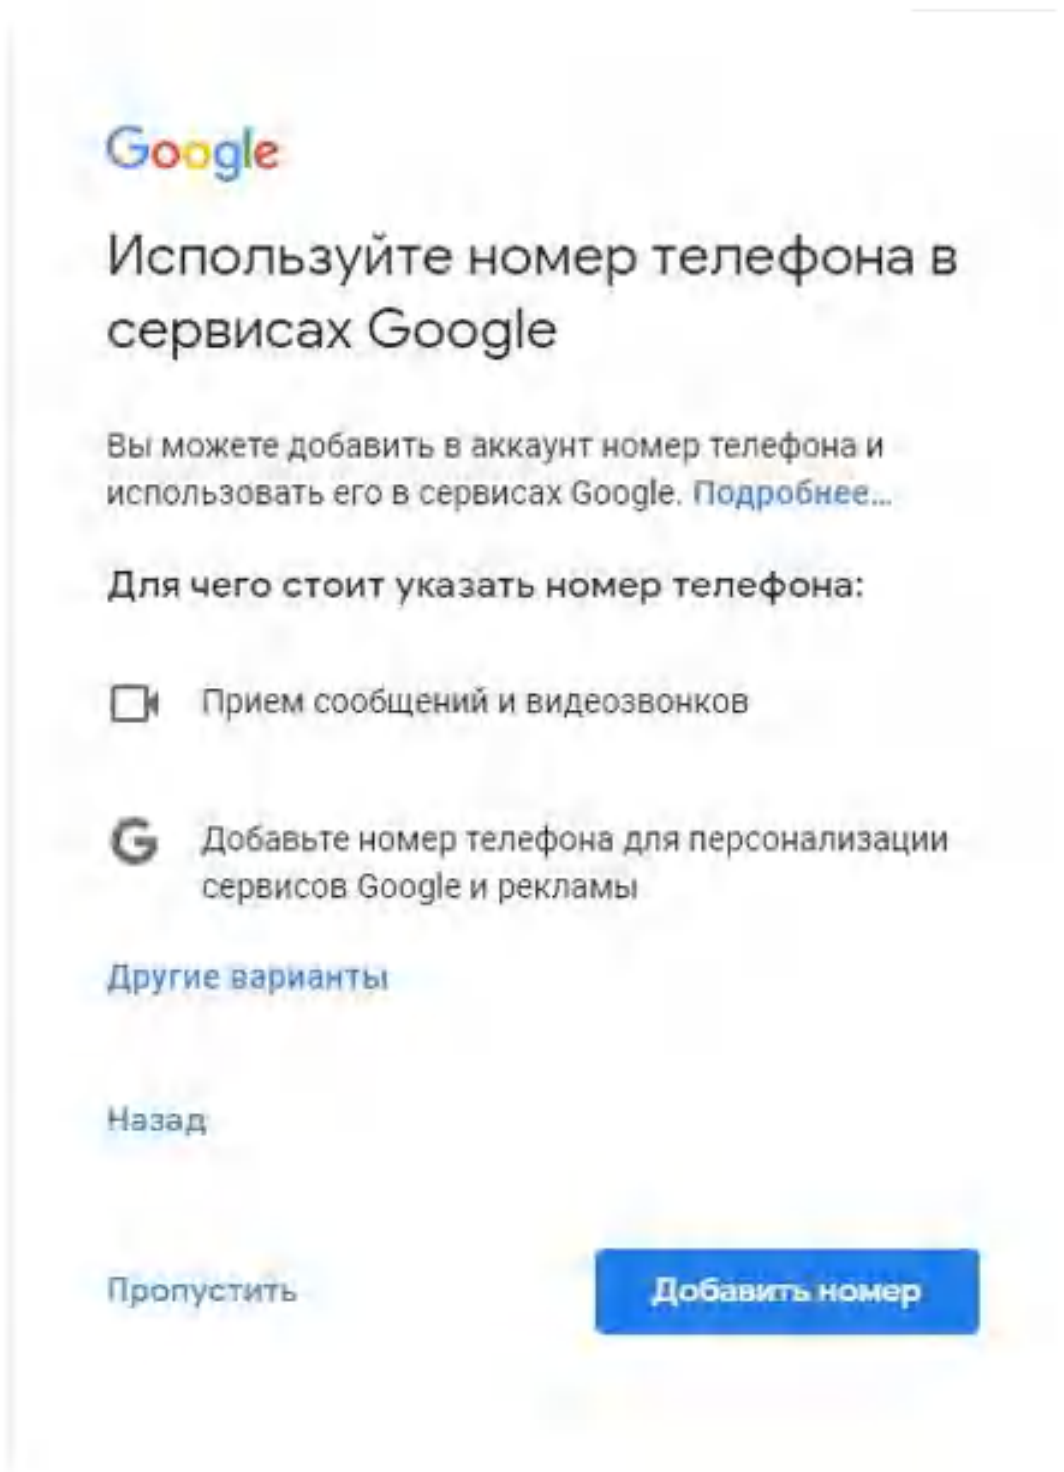 Google
Используйте номер телефона в
сервисах Google
Вы можете добавить в аккаунт номер телефона и
использовать его в сервисах Google. Подробнее...
Для чего стоит указать номер телефона:
Прием сообщений и видеозвонков
Добавьте номер телефона для персонализации
сервисов Google и рекламы
Другие варианты
Назад
Пропустить
Добавить номер